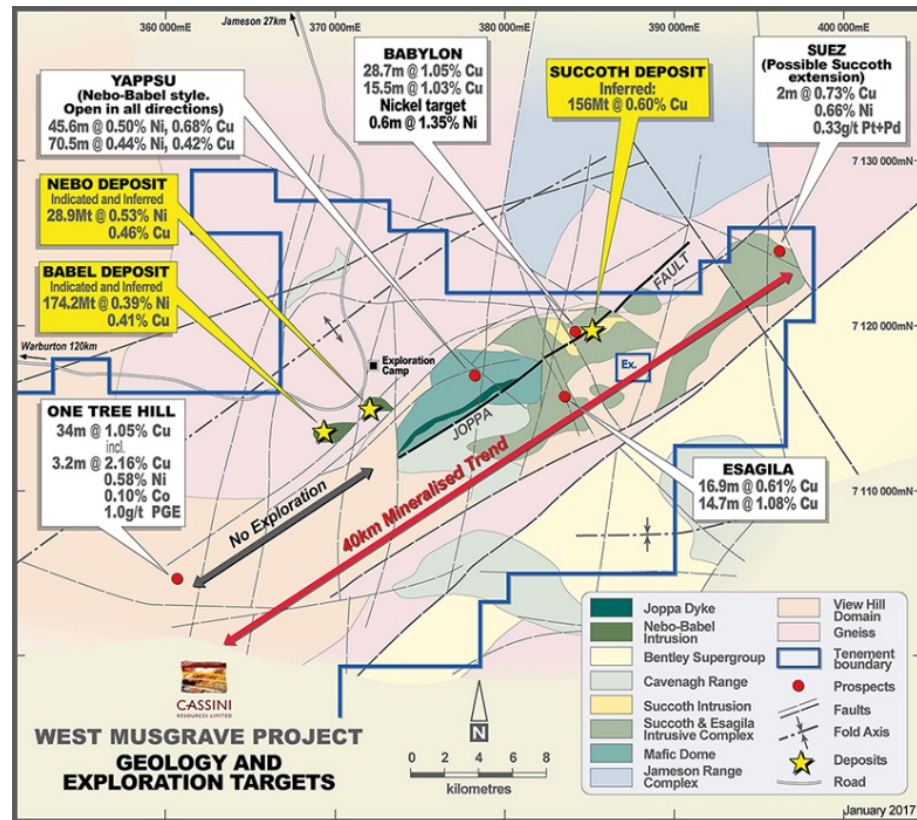 360 000mE
Jameson 27km
370 000mE
380 000mE
390 000mE
400 000mE
YAPPSU
(Nebo-Babel style.
Open in all directions)
45.6m @ 0.50% Ni, 0.68% Cu
70.5m @ 0.44% Ni, 0.42% Cu
BABYLON
28.7m @ 1.05% Cu
15.5m @ 1.03% Cu
Nickel target
0.6m @ 1.35% Ni
SUCCOTH DEPOSIT
Inferred:
156Mt @ 0.60% Cu
SUEZ
(Possible Succoth
extension)
2m @ 0.73% Cu
0.66% Ni
0.33g/t Pt+Pd
7 130 000mN
NEBO DEPOSIT
Indicated and Inferred
28.9Mt @ 0.53% Ni
0.46% Cu
BABEL DEPOSIT
Indicated and Inferred
174.2Mt @ 0.39% Ni
0.41% Cu
FAULT
7 120 000mN
Warburton 120km
Exploration
Camp
Ex.
JOPPA
ONE TREE HILL
34m @ 1.05% Cu
incl.
3.2m @ 2.16% Cu
0.58% Ni
0.10% Co
1.0g/t PGE
No Exploration
40km Mineralised Trend
ESAGILA
16.9m @ 0.61% Cu
14.7m @ 1.08% Cu
7 110 000mN
Joppa Dyke
Nebo-Babel
Intrusion
Bentley Supergroup
Cavenagh Range
Succoth Intrusion
Succoth & Esagila
Intrusive Complex
Mafic Dome
Jameson Range
Complex
View Hill
Domain
Gneiss
Tenement
boundary
Prospects
Faults
Fold Axis
Deposits
Road
CASSINI
RESOURCES LIMITED
WEST MUSGRAVE PROJECT
GEOLOGY AND
EXPLORATION TARGETS
N
0 2 4 6 8
kilometres
January 2017